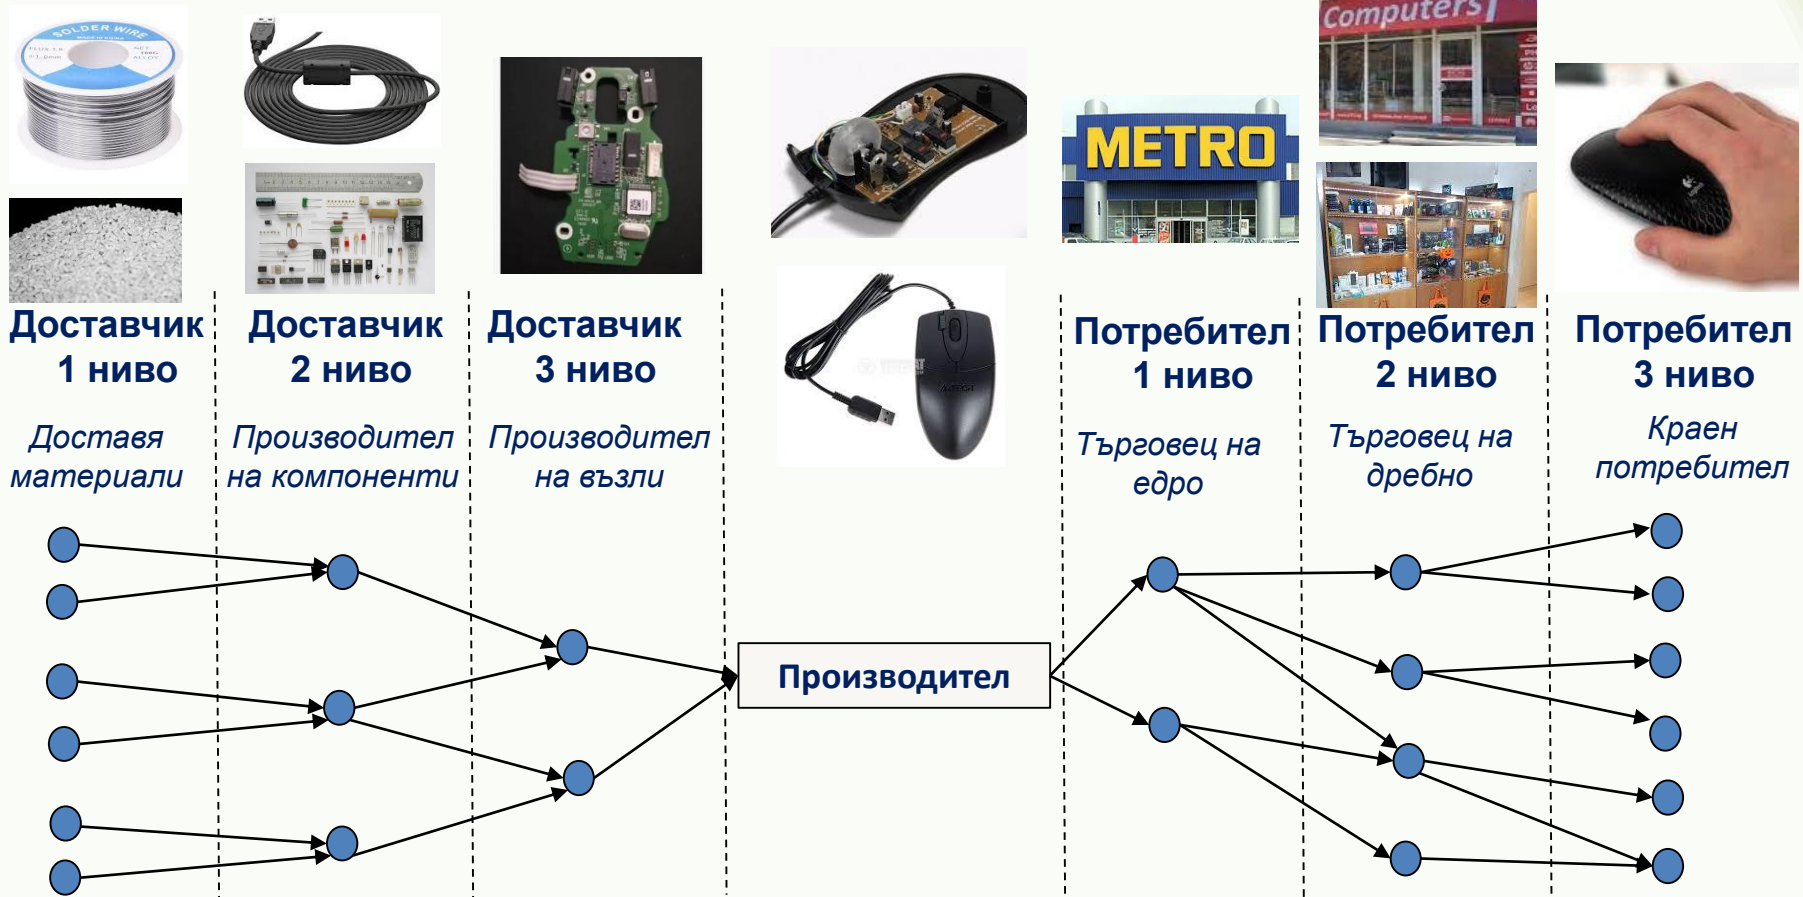 SOLDER WIRE
METRO
Computers
Доставчик
1 ниво
Доставчик
2 ниво
Доставчик
3 ниво
Потребител
1 ниво
Потребител
2 ниво
Потребител
3 ниво
Доставя
материали
Производител
на компоненти
Производител
на възли
Търговец на
едро
Търговец на
дребно
Краен
потребител
Производител